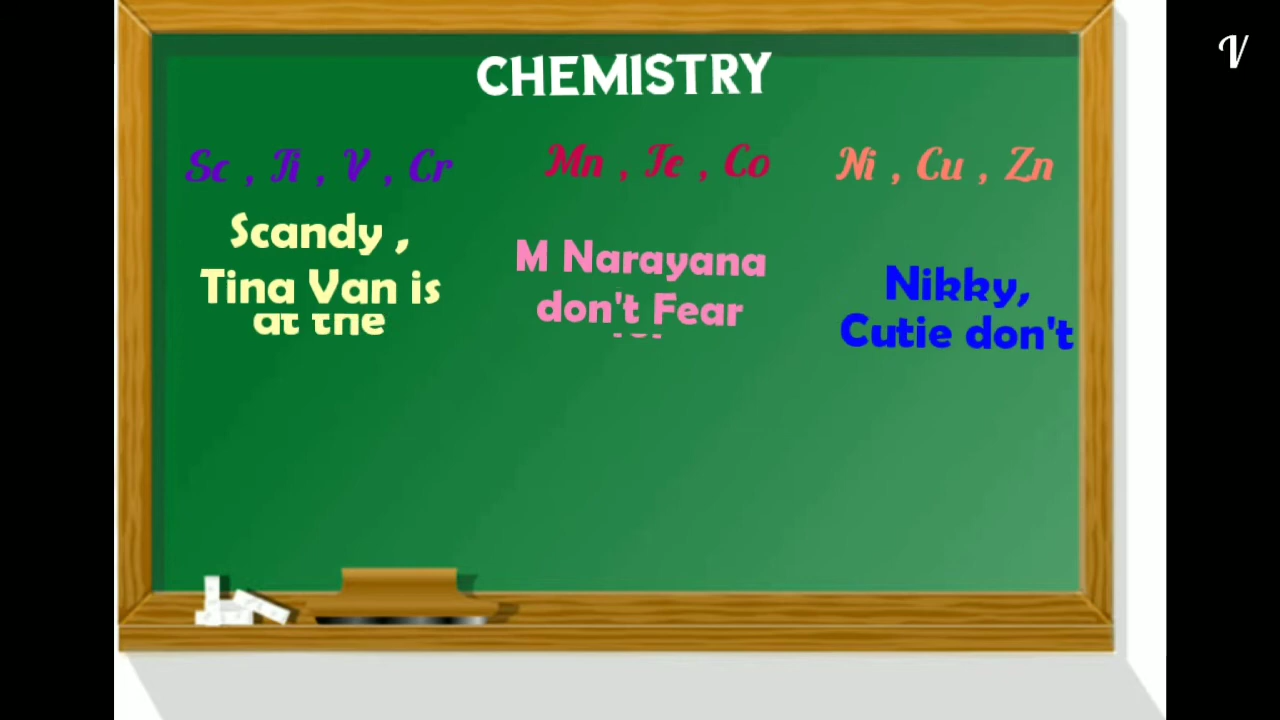 CHEMISTRY
V
Sc , Ti , V , Cr
Scandy ,
Tina Van is
at the
Mn , Fe , Co
M Narayana
don't Fear
Ni , Cu , Zn
Nikky,
Cutie don't